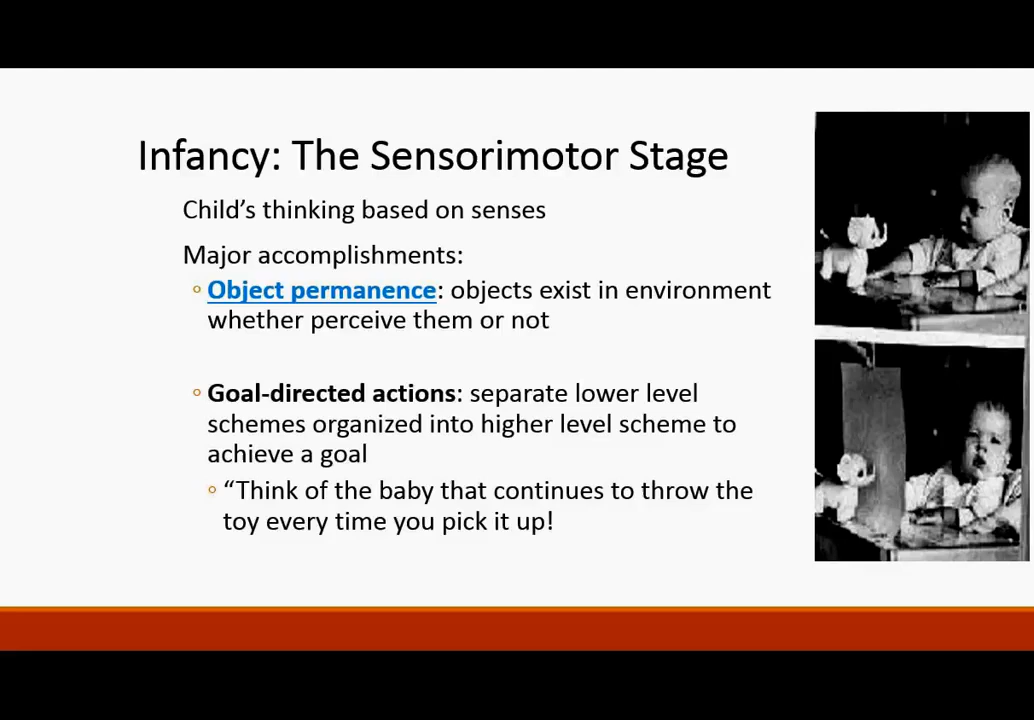 Infancy: The Sensorimotor Stage
Child’s thinking based on senses
Major accomplishments:
◦ Object permanence: objects exist in environment
whether perceive them or not
◦ Goal-directed actions: separate lower level
schemes organized into higher level scheme to
achieve a goal
◦ “Think of the baby that continues to throw the
toy every time you pick it up!